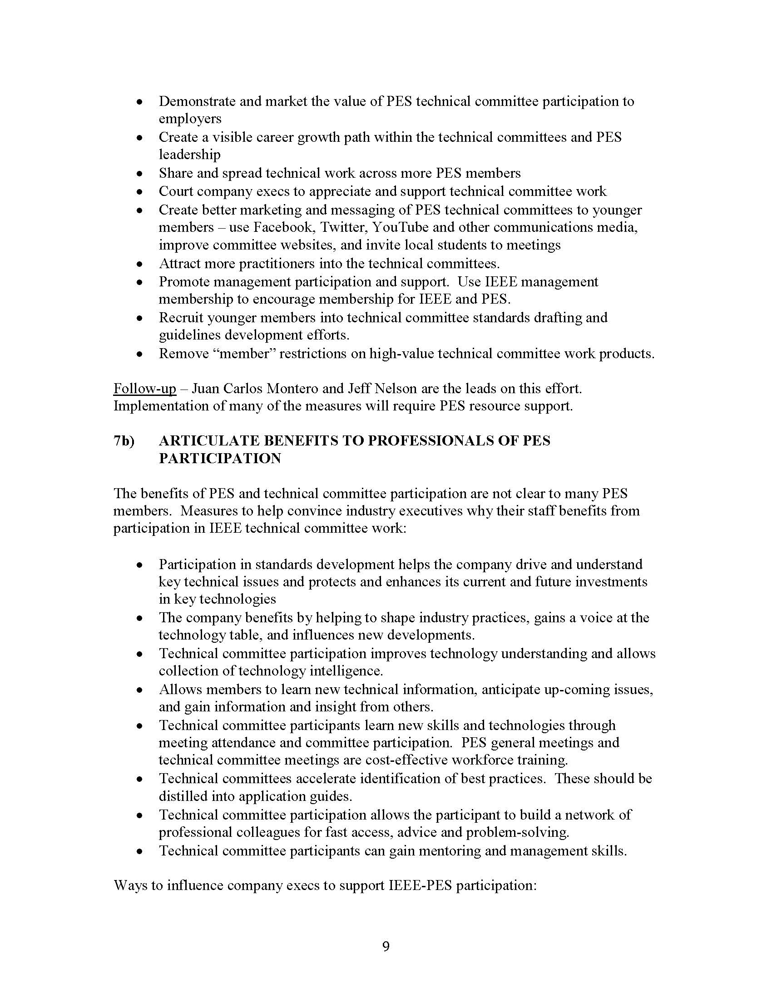 • Demonstrate and market the value of PES technical committee participation to
employers
• Create a visible career growth path within the technical committees and PES
leadership
• Share and spread technical work across more PES members
• Court company execs to appreciate and support technical committee work
• Create better marketing and messaging of PES technical committees to younger
members – use Facebook, Twitter, YouTube and other communications media,
improve committee websites, and invite local students to meetings
• Attract more practitioners into the technical committees.
• Promote management participation and support.  Use IEEE management
membership to encourage membership for IEEE and PES.
• Recruit younger members into technical committee standards drafting and
guidelines development efforts.
• Remove “member” restrictions on high-value technical committee work products.
Follow-up – Juan Carlos Montero and Jeff Nelson are the leads on this effort.
Implementation of many of the measures will require PES resource support.
7b) ARTICULATE BENEFITS TO PROFESSIONALS OF PES
PARTICIPATION
The benefits of PES and technical committee participation are not clear to many PES
members.  Measures to help convince industry executives why their staff benefits from
participation in IEEE technical committee work:
• Participation in standards development helps the company drive and understand
key technical issues and protects and enhances its current and future investments
in key technologies
• The company benefits by helping to shape industry practices, gains a voice at the
technology table, and influences new developments.
• Technical committee participation improves technology understanding and allows
collection of technology intelligence.
• Allows members to learn new technical information, anticipate up-coming issues,
and gain information and insight from others.
• Technical committee participants learn new skills and technologies through
meeting attendance and committee participation.  PES general meetings and
technical committee meetings are cost-effective workforce training.
• Technical committees accelerate identification of best practices.  These should be
distilled into application guides.
• Technical committee participation allows the participant to build a network of
professional colleagues for fast access, advice and problem-solving.
• Technical committee participants can gain mentoring and management skills.
Ways to influence company execs to support IEEE-PES participation:
9